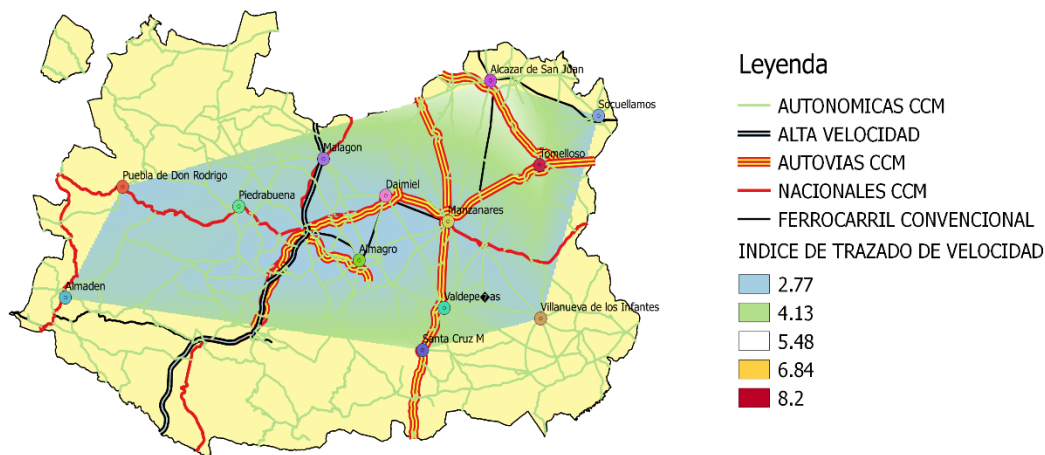 Alcazar de San Juan
Socuellamos
Malagon
Tomelloso
Puebla de Don Rodrigo
Daimiel
Piedrabuena
Manzanares
Almagro
Almaden
Valdepe�as
Villanueva de los Infantes
Santa Cruz M
Leyenda
AUTONOMICAS CCM
ALTA VELOCIDAD
AUTOVIAS CCM
NACIONALES CCM
FERROCARRIL CONVENCIONAL
INDICE DE TRAZADO DE VELOCIDAD
2.77
4.13
5.48
6.84
8.2